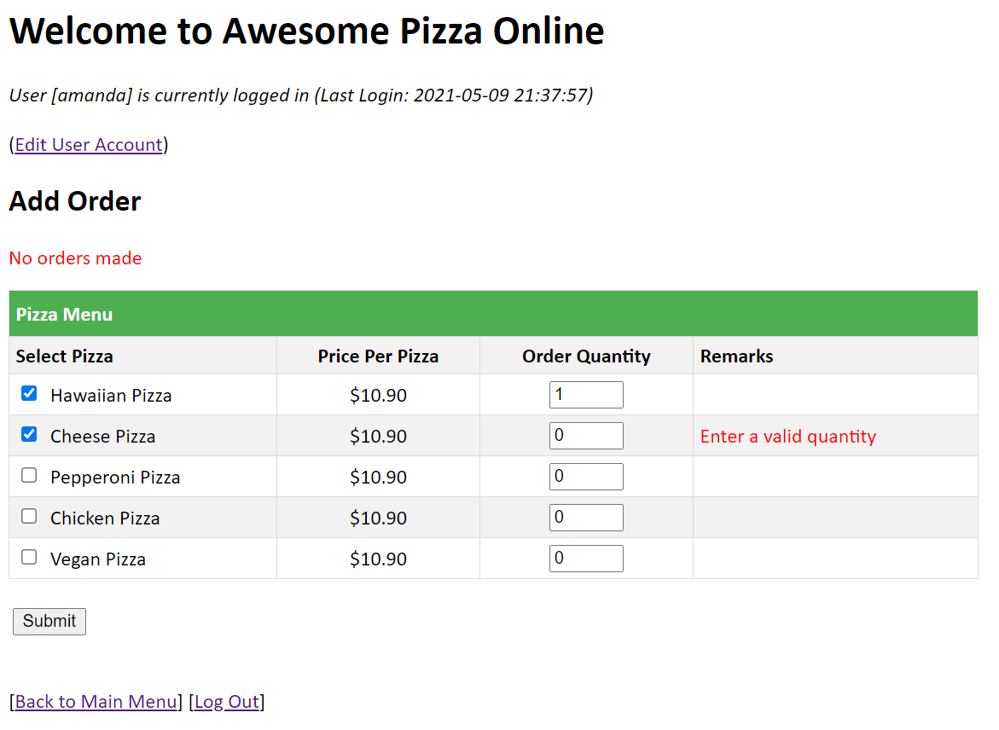 Welcome to Awesome Pizza Online
User [amanda] is currently logged in (Last Login: 2021-05-09 21:37:57)
(Edit User Account)
Add Order
No orders made
Pizza Menu
Select Pizza Price Per Pizza Order Quantity Remarks
Hawaiian Pizza $10.90 1
Cheese Pizza $10.90 0 Enter a valid quantity
Pepperoni Pizza $10.90 0
Chicken Pizza $10.90 0
Vegan Pizza $10.90 0
Submit
[Back to Main Menu] [Log Out]